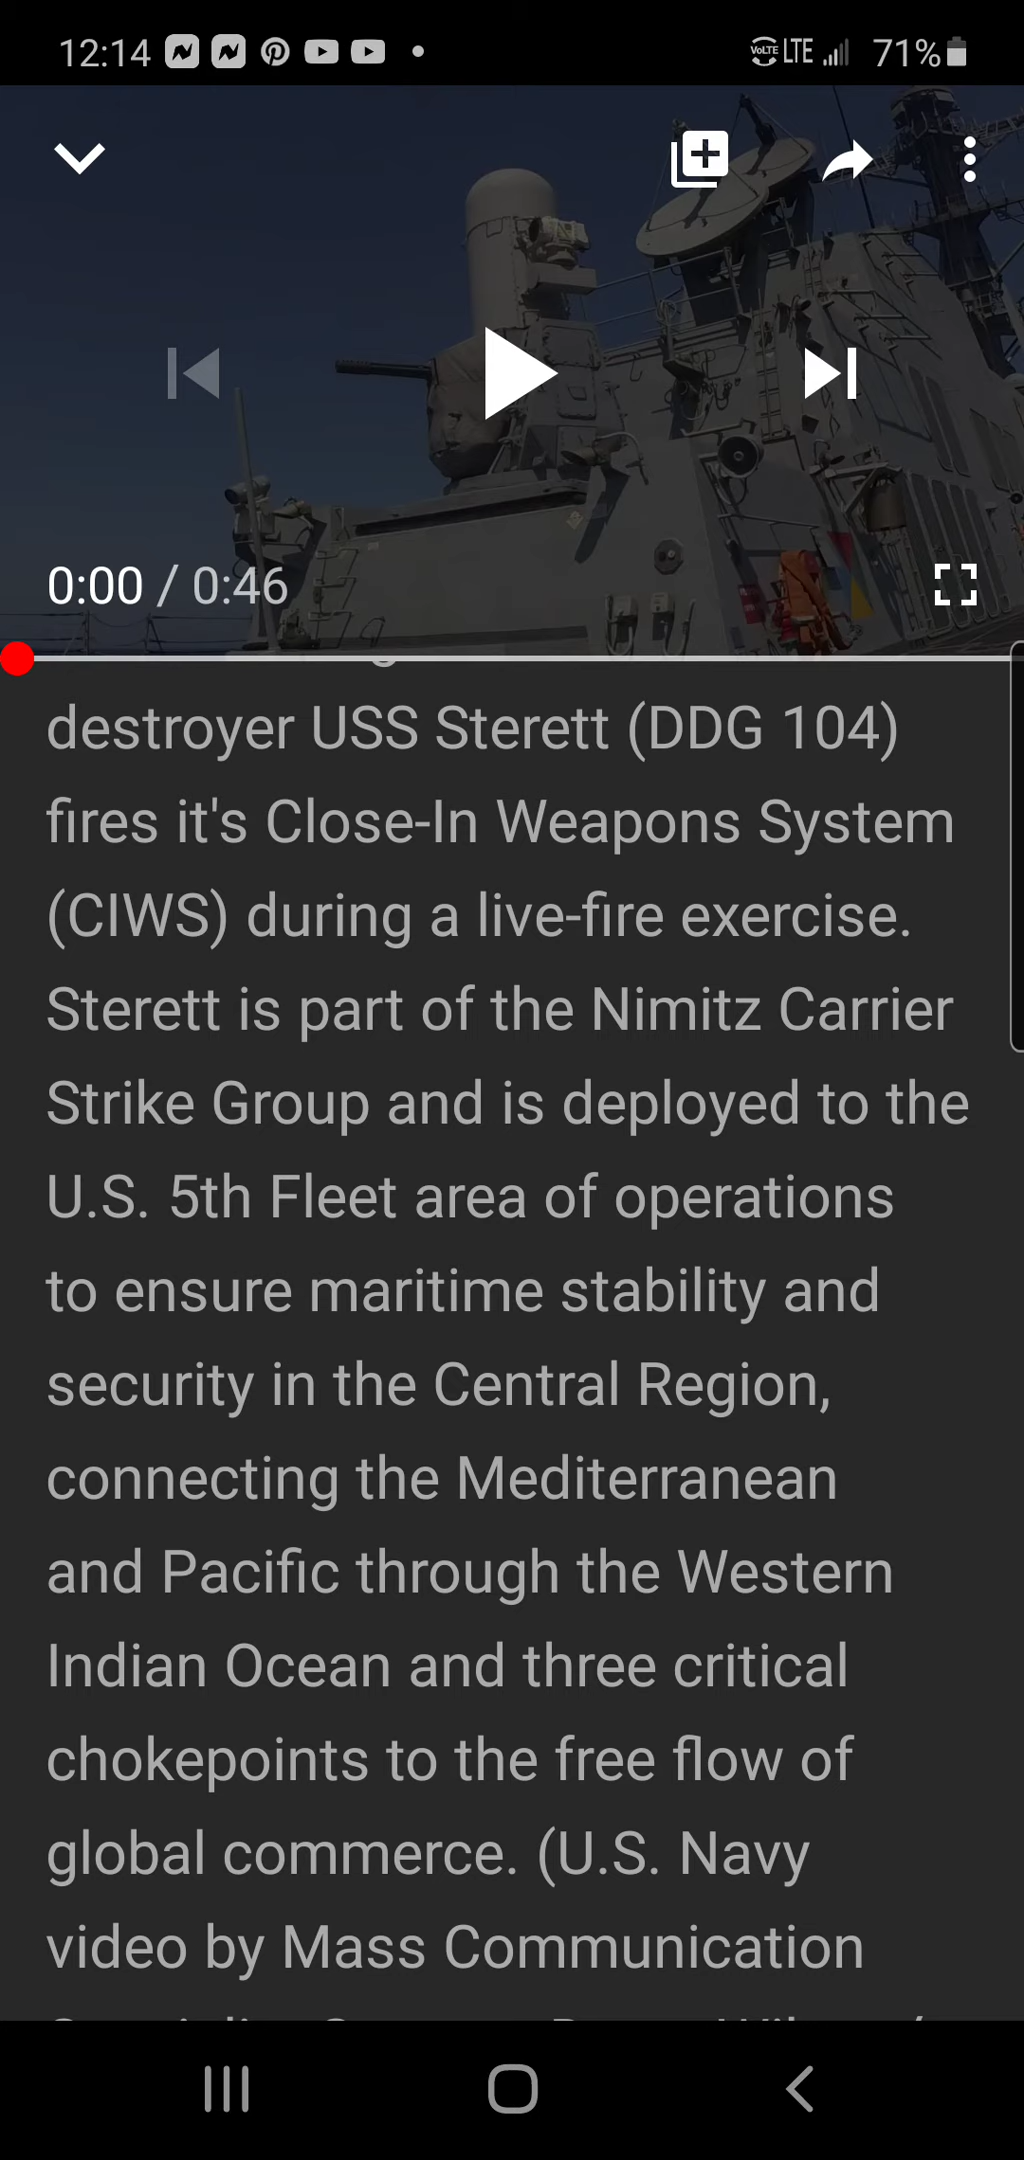 12:14
VoLTE LTE 71%
0:00 / 0:46
destroyer USS Sterett (DDG 104)
fires it's Close-In Weapons System
(CIWS) during a live-fire exercise.
Sterett is part of the Nimitz Carrier
Strike Group and is deployed to the
U.S. 5th Fleet area of operations
to ensure maritime stability and
security in the Central Region,
connecting the Mediterranean
and Pacific through the Western
Indian Ocean and three critical
chokepoints to the free flow of
global commerce. (U.S. Navy
video by Mass Communication